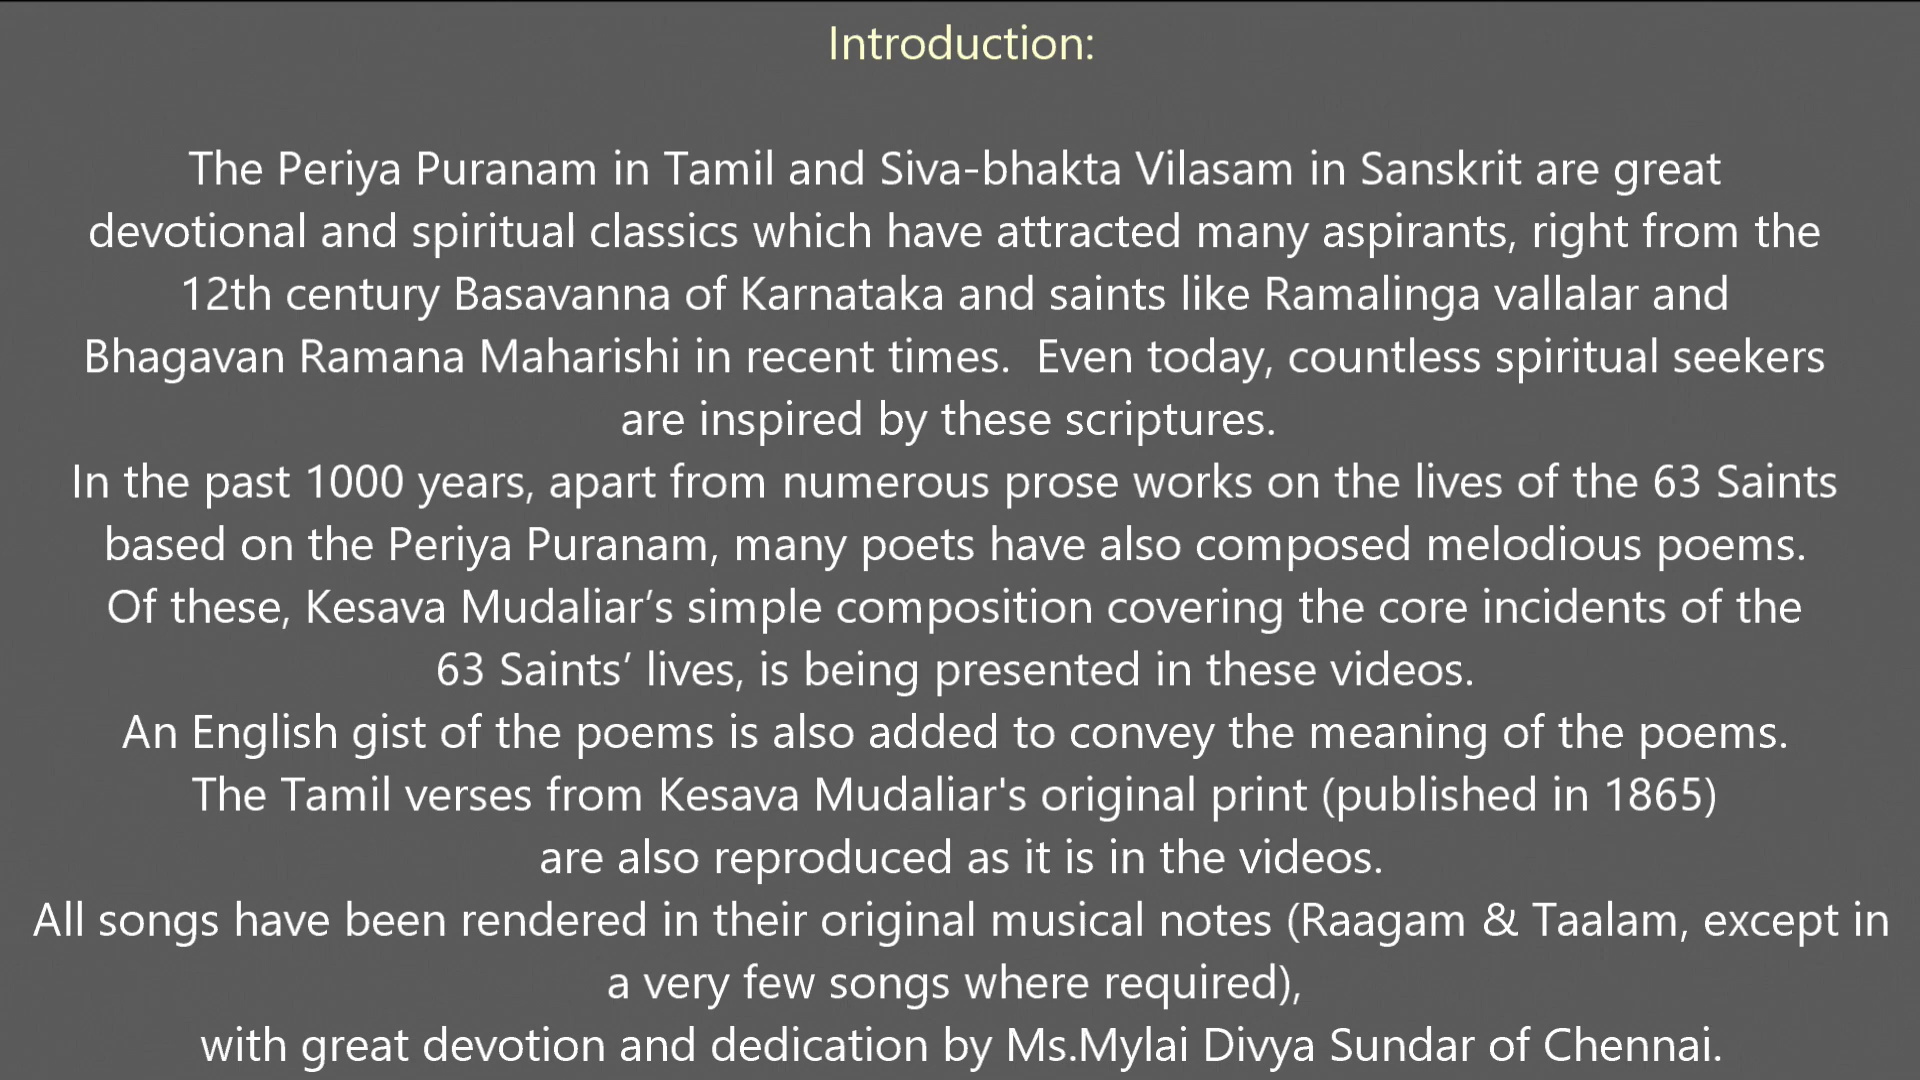 Introduction:
The Periya Puranam in Tamil and Siva-bhakta Vilasam in Sanskrit are great
devotional and spiritual classics which have attracted many aspirants, right from the
12th century Basavanna of Karnataka and saints like Ramalinga vallalar and
Bhagavan Ramana Maharishi in recent times.  Even today, countless spiritual seekers
are inspired by these scriptures.
In the past 1000 years, apart from numerous prose works on the lives of the 63 Saints
based on the Periya Puranam, many poets have also composed melodious poems.
Of these, Kesava Mudaliar’s simple composition covering the core incidents of the
63 Saints’ lives, is being presented in these videos.
An English gist of the poems is also added to convey the meaning of the poems.
The Tamil verses from Kesava Mudaliar's original print (published in 1865)
are also reproduced as it is in the videos.
All songs have been rendered in their original musical notes (Raagam & Taalam, except in
a very few songs where required),
with great devotion and dedication by Ms.Mylai Divya Sundar of Chennai.